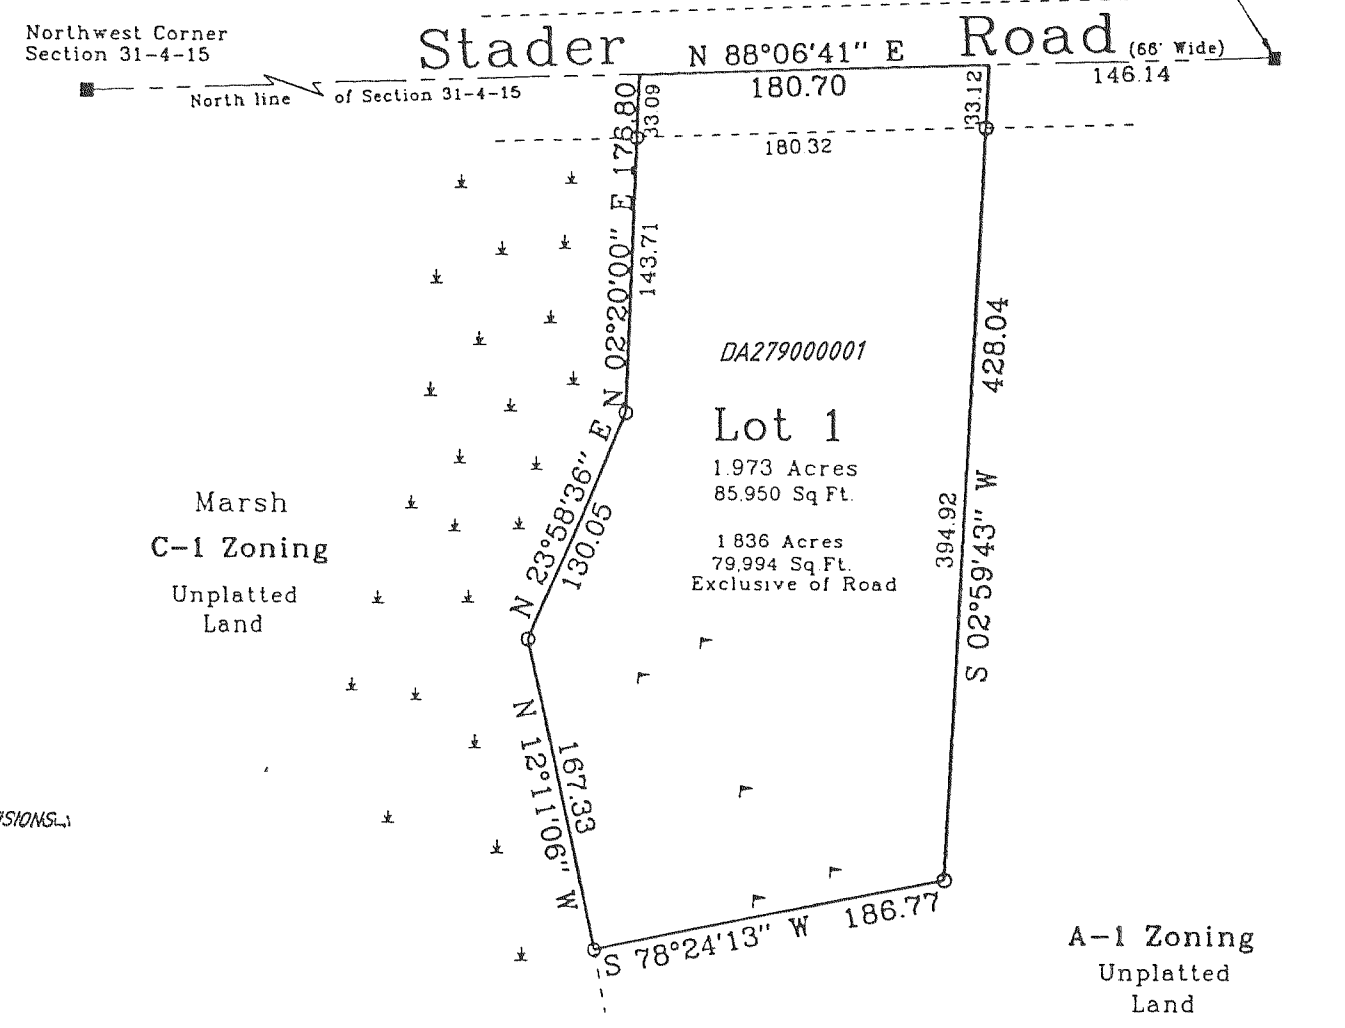 Northwest Corner
Section 31-4-15
Stader Road (66' Wide)
N 88°06'41" E
180.70
146.14
North line of Section 31-4-15
33.09
33.12
180.32
N 02°20'00" E 176.80
143.71
428.04
S 02°59'43" W
394.92
DA279000001
Lot 1
1.973 Acres
85,950 Sq Ft.
1 836 Acres
79,994 Sq Ft.
Exclusive of Road
N 23°58'36" E
130.05
Marsh
C-1 Zoning
Unplatted
Land
N 12°11'06" W
167.33
S 78°24'13" W 186.77
A-1 Zoning
Unplatted
Land